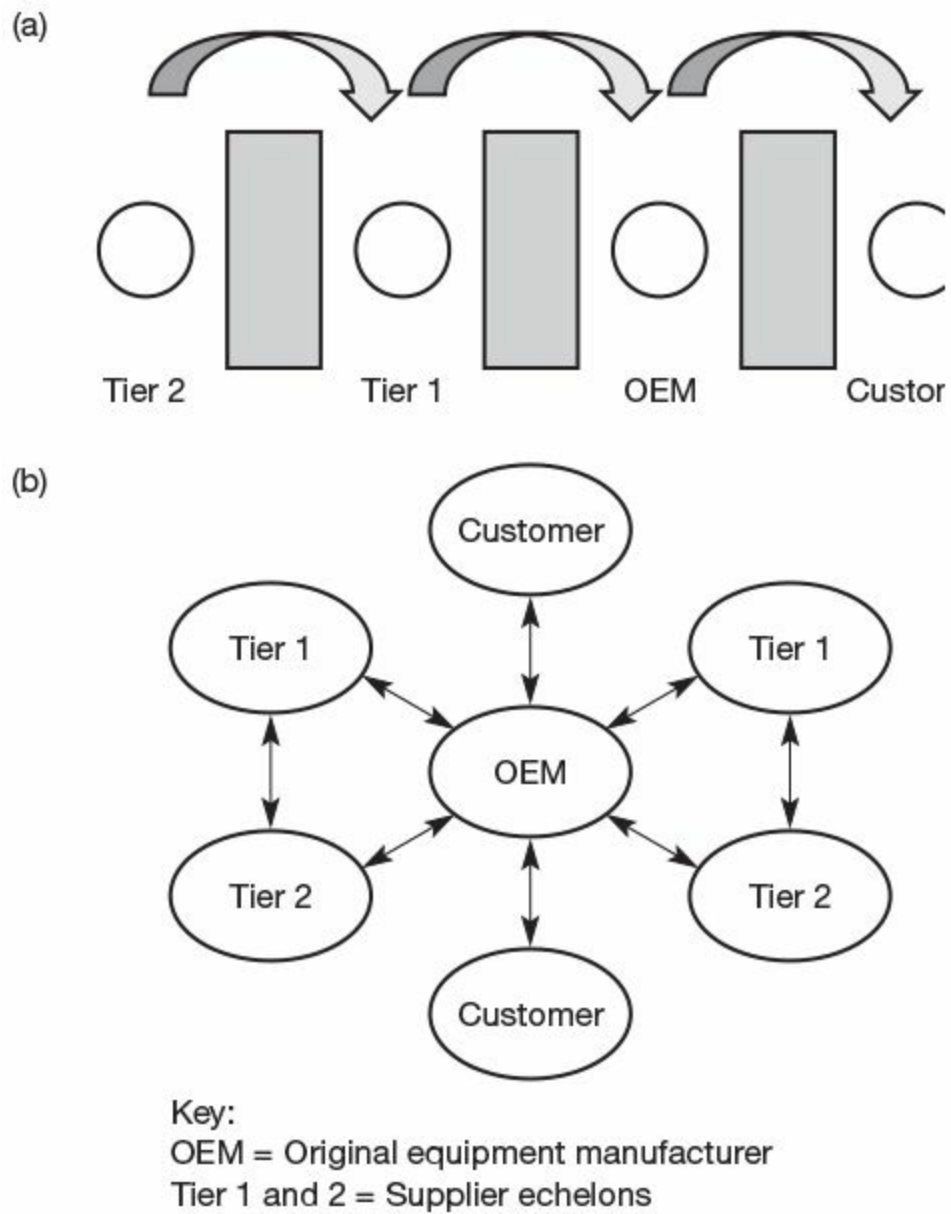 (a)
Tier 2 Tier 1 OEM Custor
(b)
Customer
Tier 1 Tier 1
OEM
Tier 2 Tier 2
Customer
Key:
OEM = Original equipment manufacturer
Tier 1 and 2 = Supplier echelons